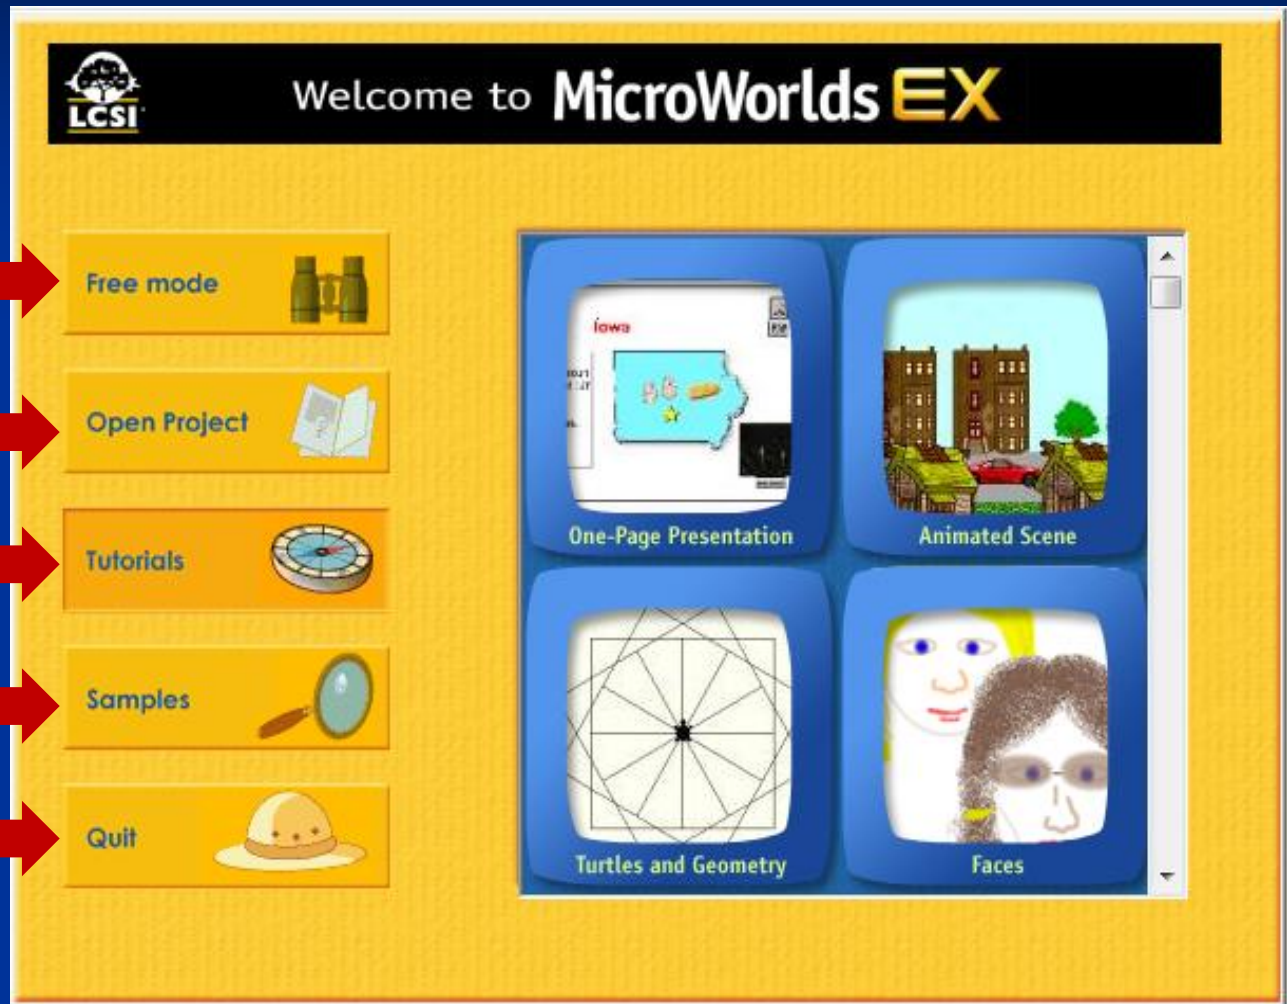 LCSI
Welcome to MicroWorlds EX
Free mode
Open Project
Tutorials
Samples
Quit
iowa
One-Page Presentation
Animated Scene
Turtles and Geometry
Faces